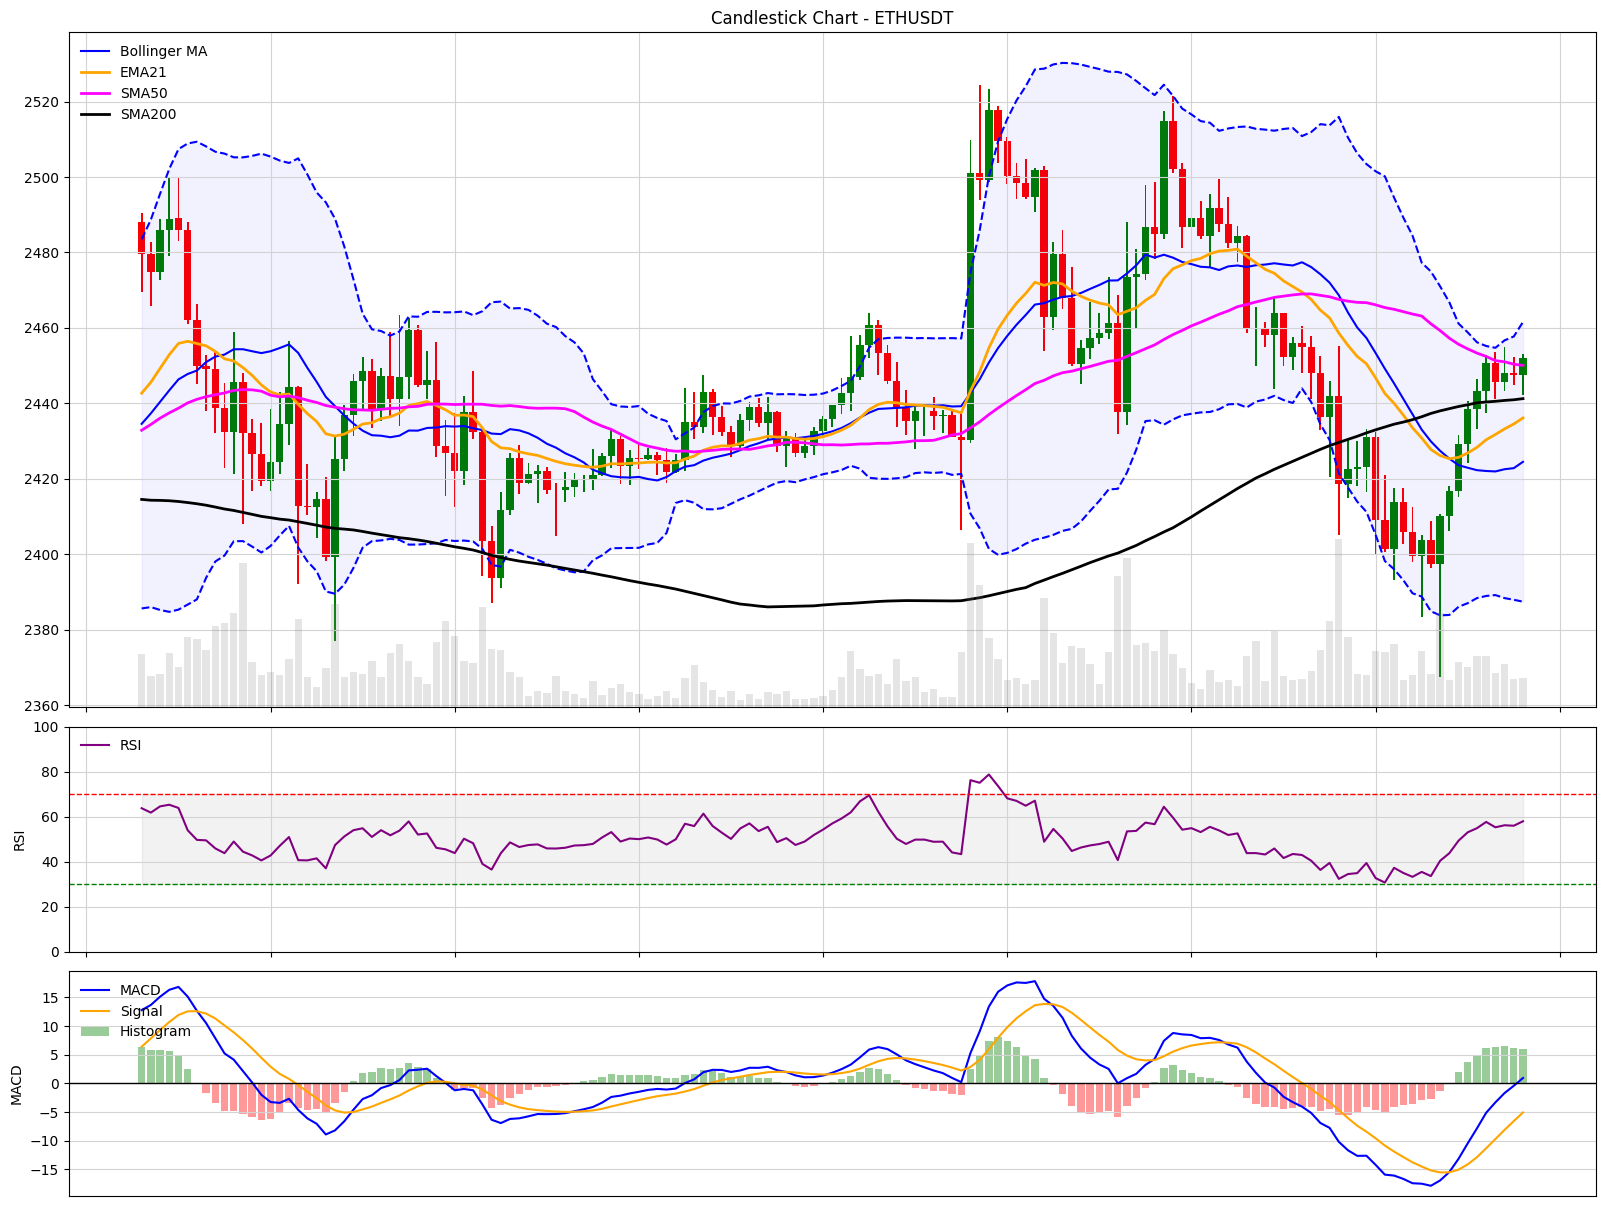 Candlestick Chart - ETHUSDT
Bollinger MA
EMA21
SMA50
SMA200
2520
2500
2480
2460
2440
2420
2400
2380
2360
RSI
100
80
60
40
20
0
RSI
MACD
Signal
Histogram
15
10
5
0
−5
−10
−15
MACD